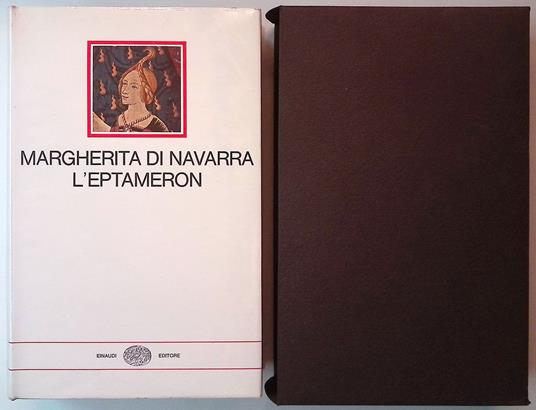 MARGHERITA DI NAVARRA
L'EPTAMERON
EINAUDI EDITORE